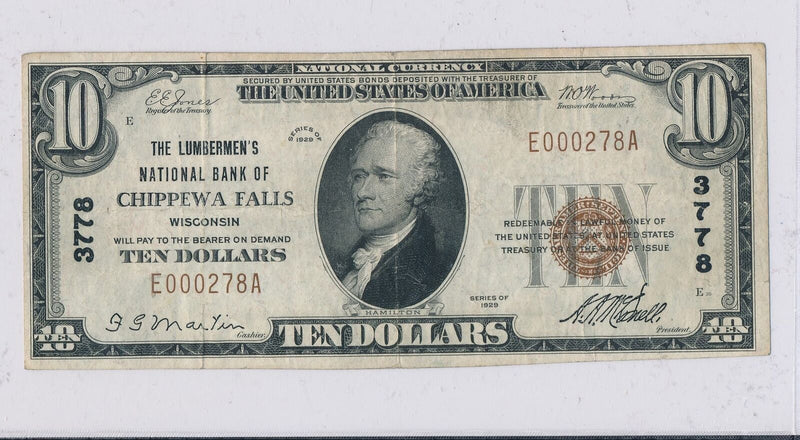 NATIONAL CURRENCY
SECURED BY UNITED STATES BONDS DEPOSITED WITH THE TREASURER OF
THE UNITED STATES OF AMERICA
10
10
E E Jones
Register of the Treasury.
W O Woods
Treasurer of the United States.
E
SERIES OF
1929
THE LUMBERMEN'S
NATIONAL BANK OF
CHIPPEWA FALLS
WISCONSIN
WILL PAY TO THE BEARER ON DEMAND
TEN DOLLARS
E000278A
3778
E000278A
3778
TEN
REDEEMABLE IN LAWFUL MONEY OF
THE UNITED STATES AT UNITED STATES
TREASURY OR AT THE BANK OF ISSUE
SERIES OF
1929
E
HAMILTON
F G Martin
Cashier.
President.
10
TEN DOLLARS
10